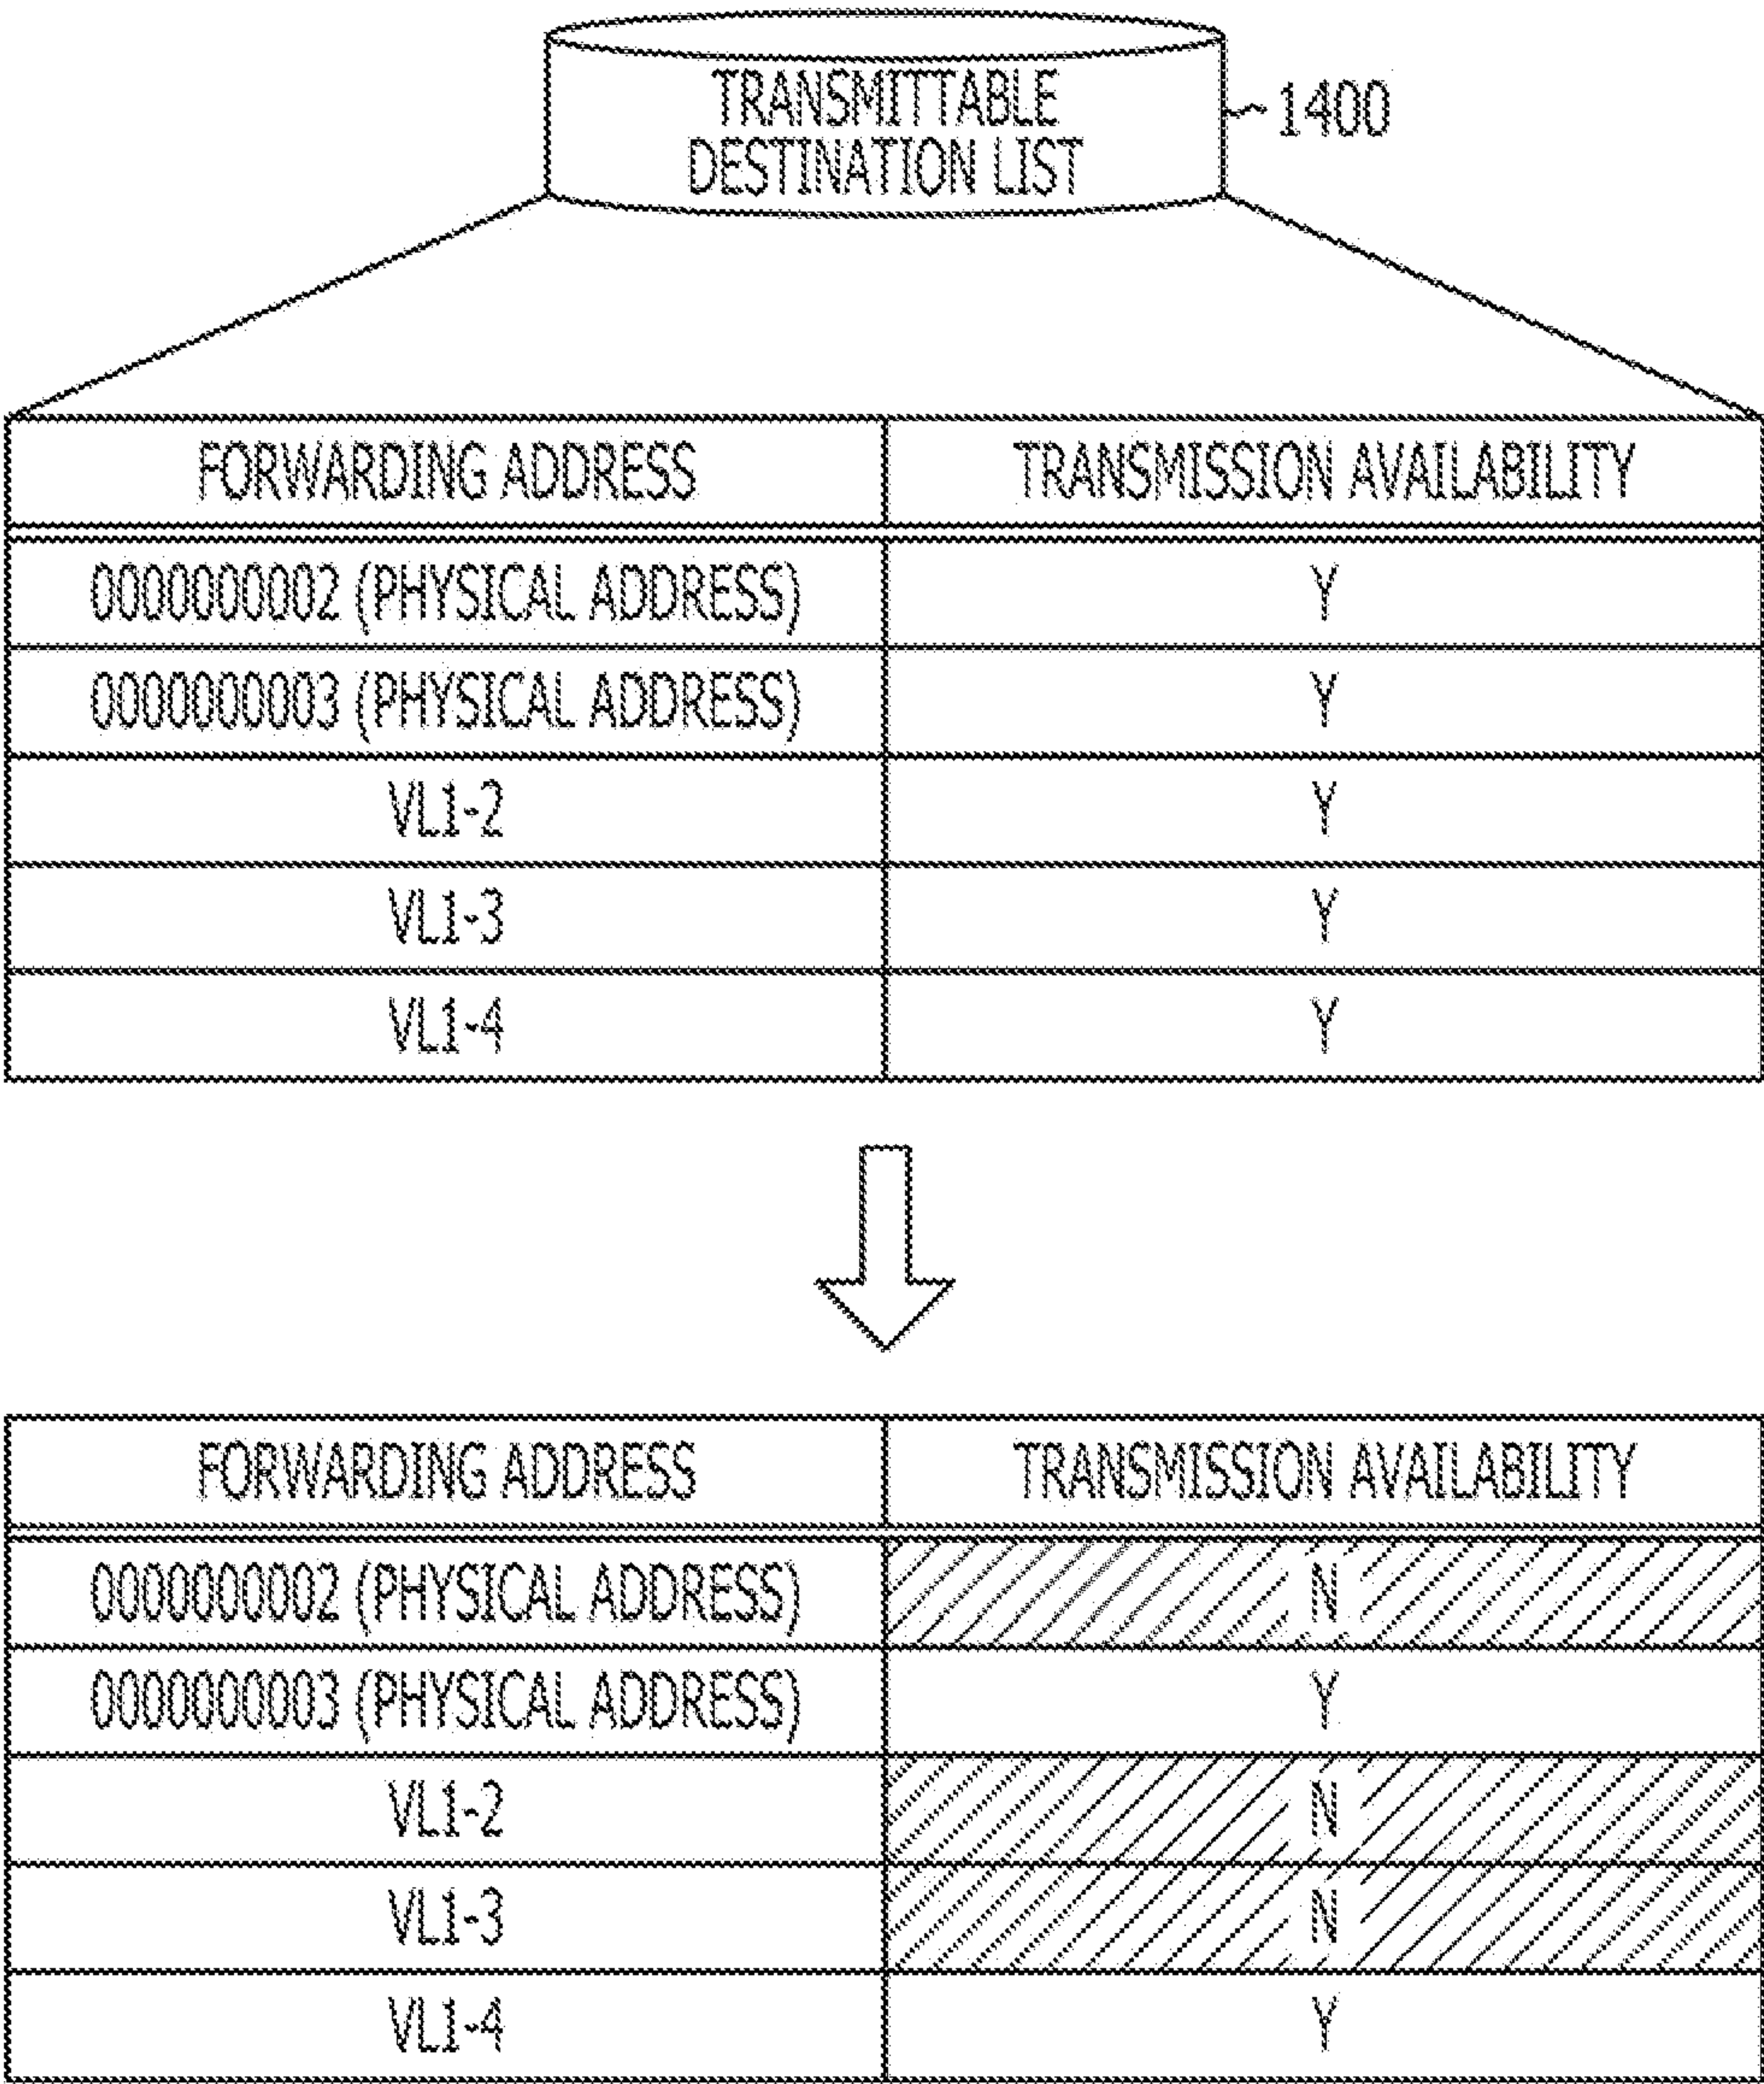 TRANSMITTABLE
DESTINATION LIST
1400
FORWARDING ADDRESS TRANSMISSION AVAILABILITY
0000000002 (PHYSICAL ADDRESS) Y
0000000003 (PHYSICAL ADDRESS) Y
VL1-2 Y
VL1-3 Y
VL1-4 Y
FORWARDING ADDRESS TRANSMISSION AVAILABILITY
0000000002 (PHYSICAL ADDRESS) N
0000000003 (PHYSICAL ADDRESS) Y
VL1-2 N
VL1-3 N
VL1-4 Y